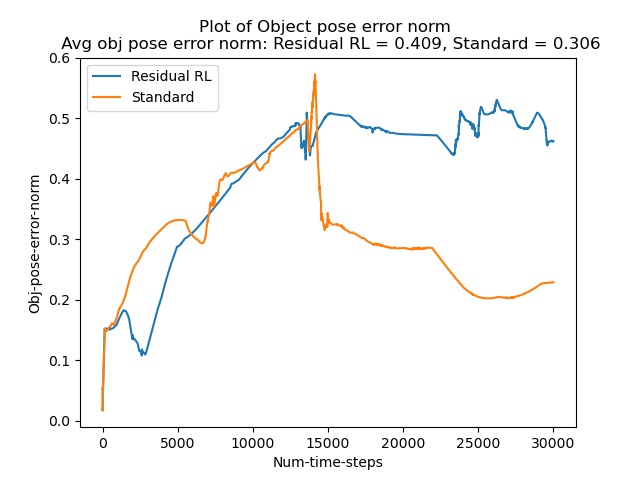 Plot of Object pose error norm
Avg obj pose error norm: Residual RL = 0.409, Standard = 0.306
Residual RL
Standard
0.6
0.5
0.4
0.3
0.2
0.1
0.0
Obj-pose-error-norm
0 5000 10000 15000 20000 25000 30000
Num-time-steps